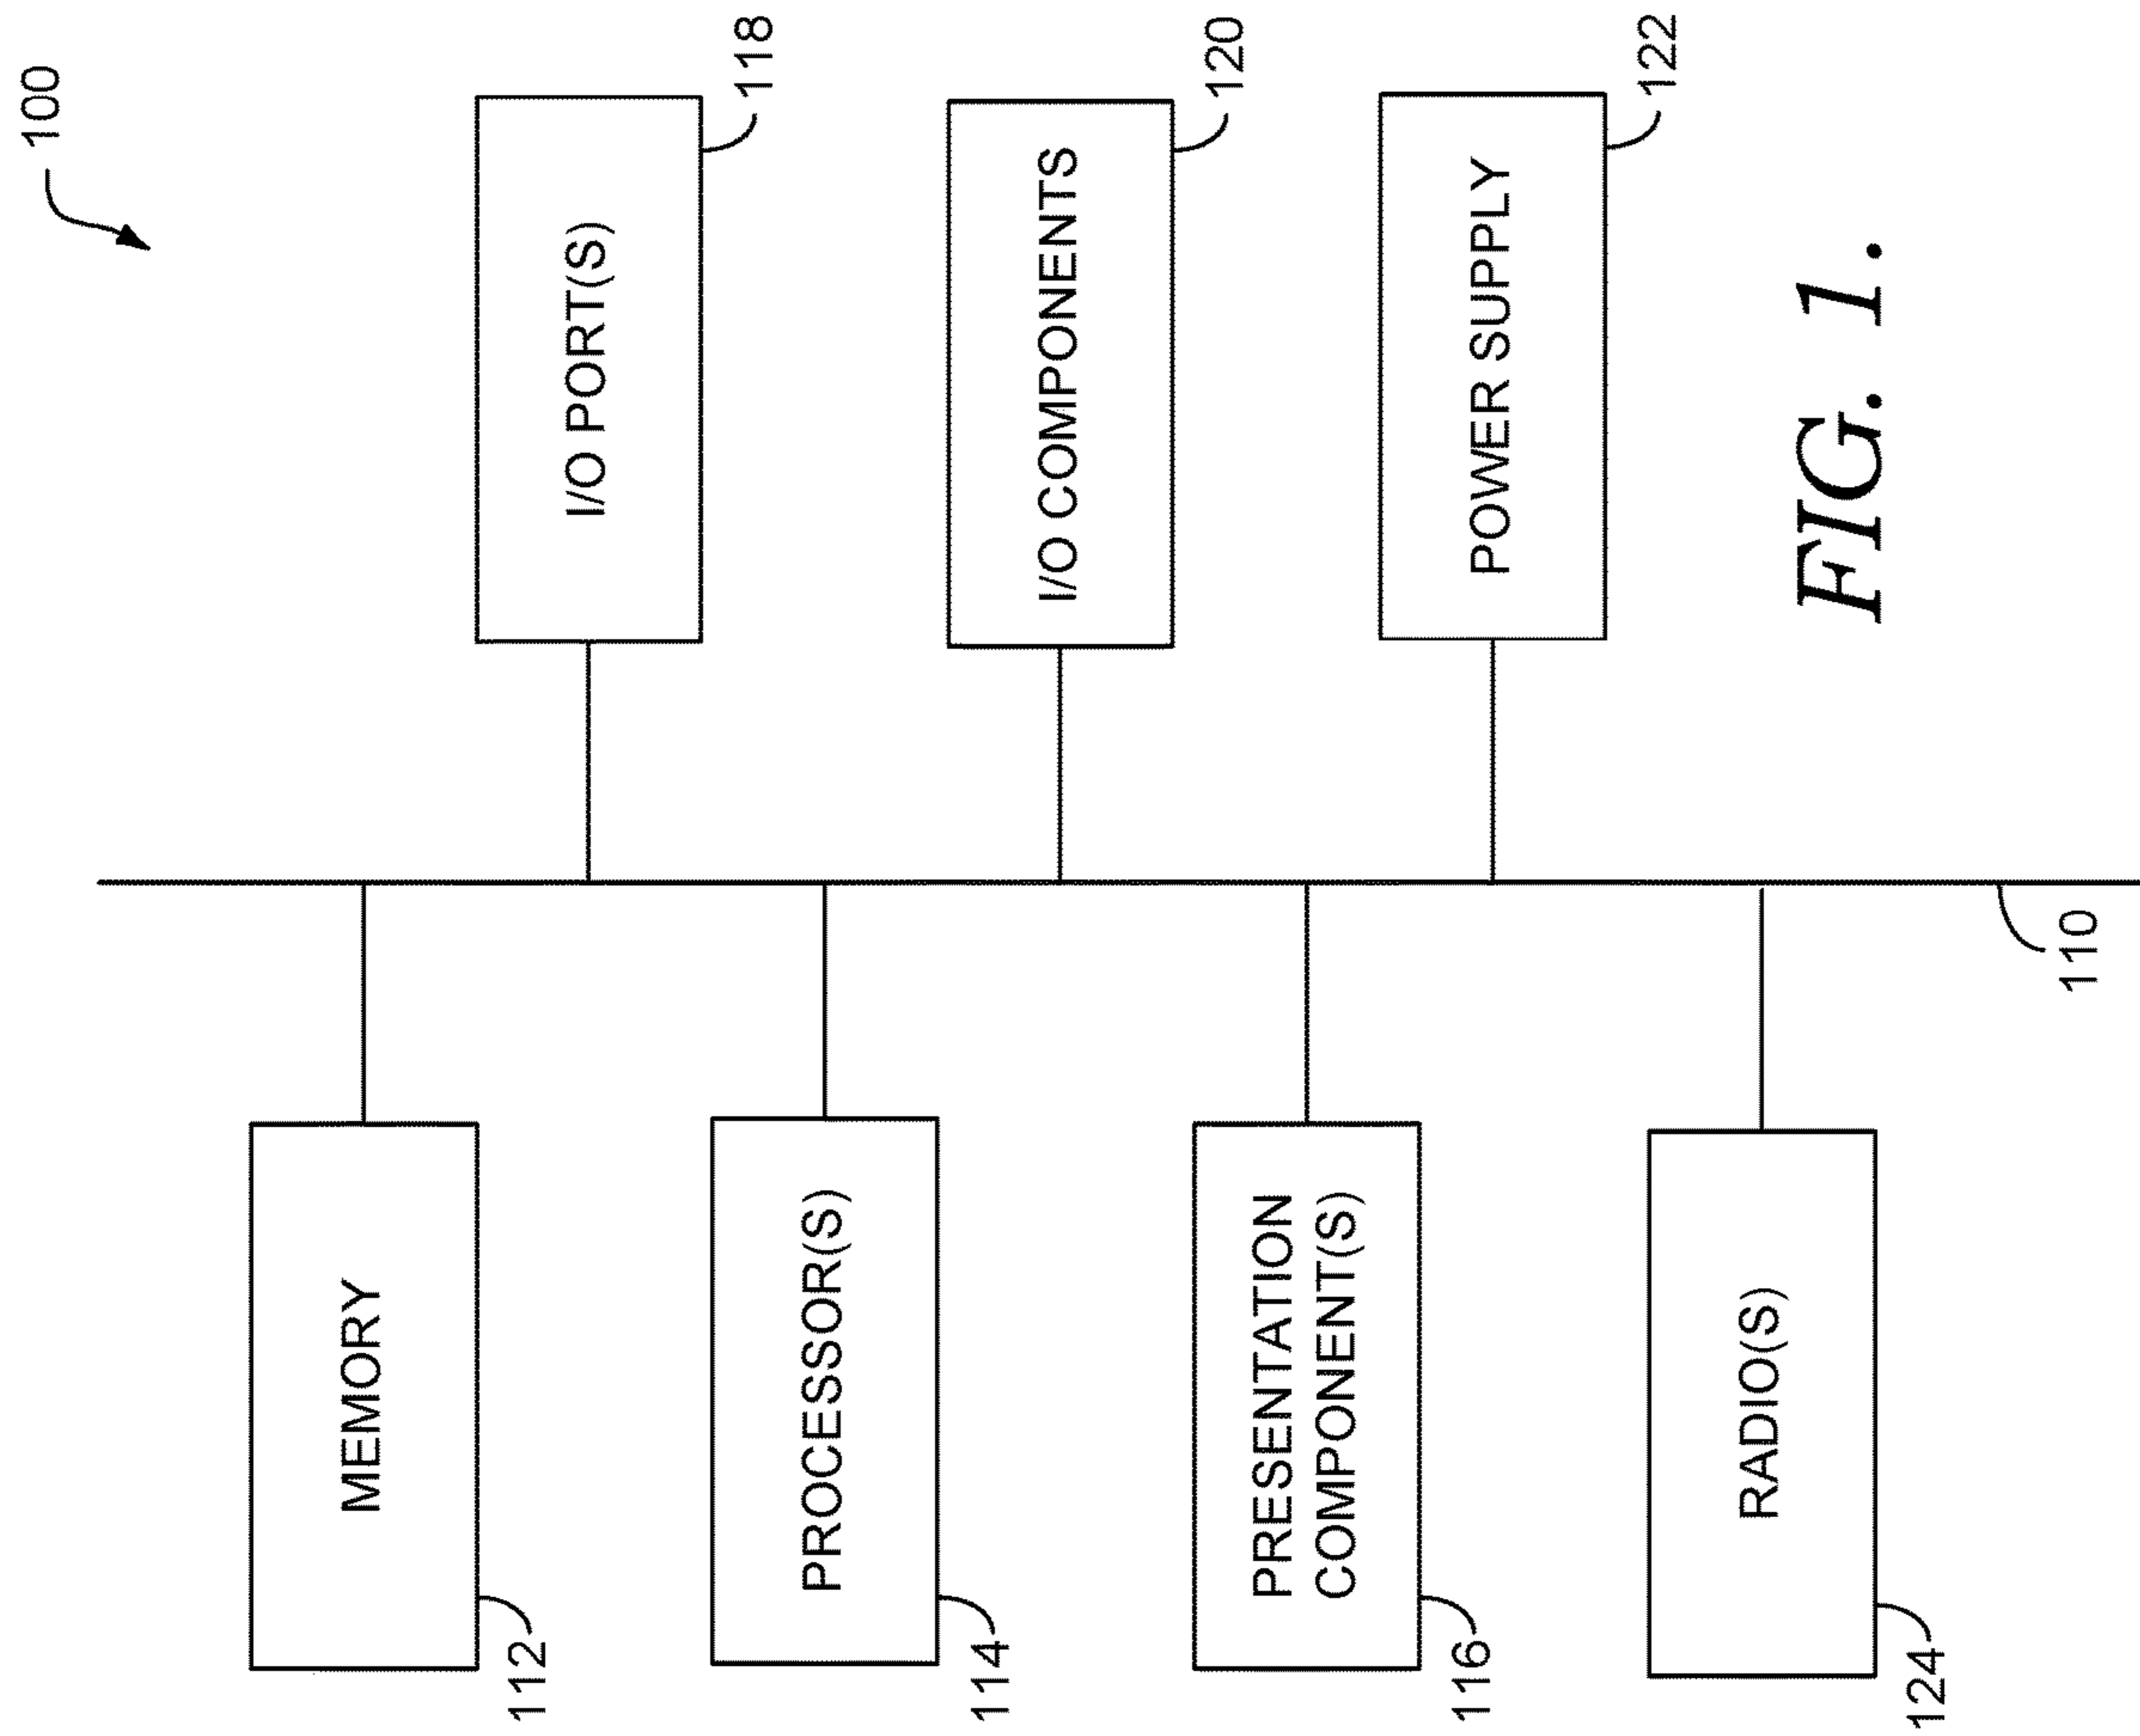 100
MEMORY
112
I/O PORT(S)
118
PROCESSOR(S)
114
I/O COMPONENTS
120
PRESENTATION
COMPONENT(S)
116
POWER SUPPLY
122
RADIO(S)
124
110
FIG. 1.